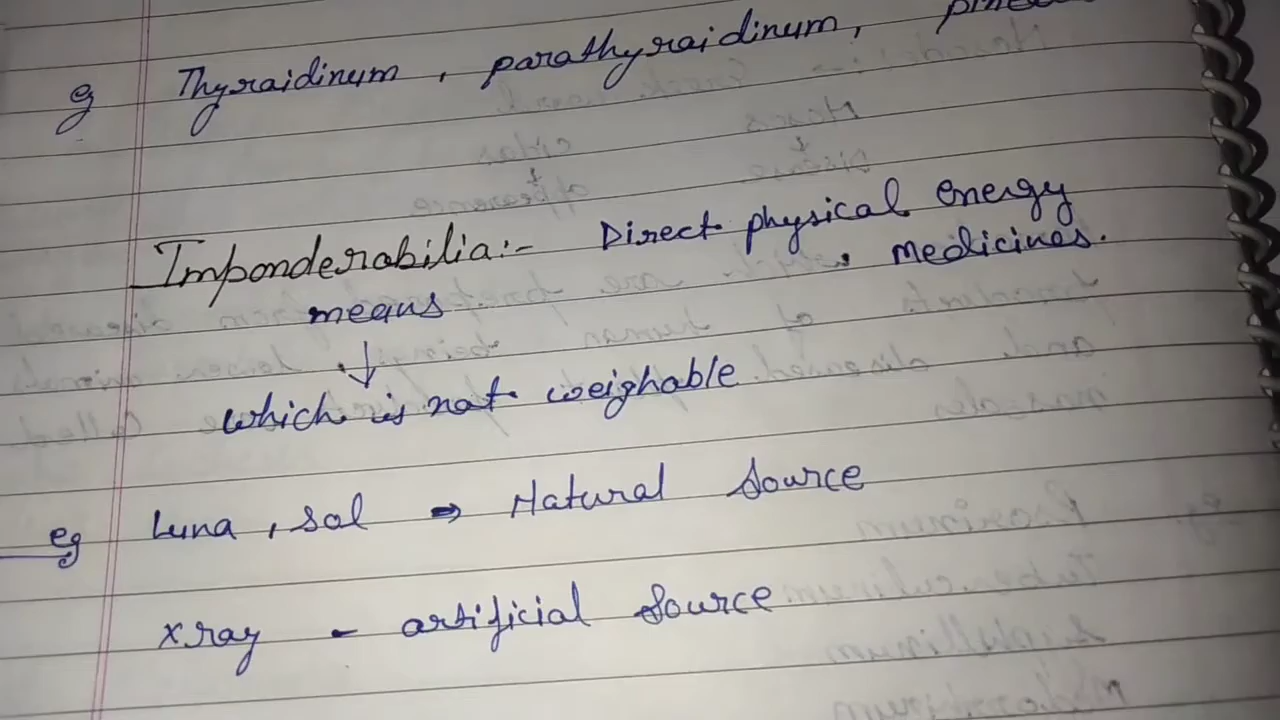 eg Thyraidinum, parathyraidinum,
Imponderabilia:- Direct physical energy
means medicines.
↓
which is not weighable
eg Luna, sol → Natural source
x ray - artificial source